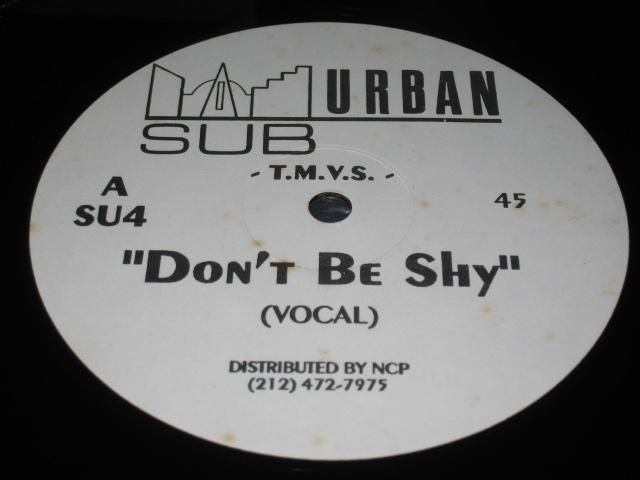 URBAN
SUB
- T.M.V.S. -
A
SU4
45
"DON'T BE SHY"
(VOCAL)
DISTRIBUTED BY NCP
(212) 472-7975